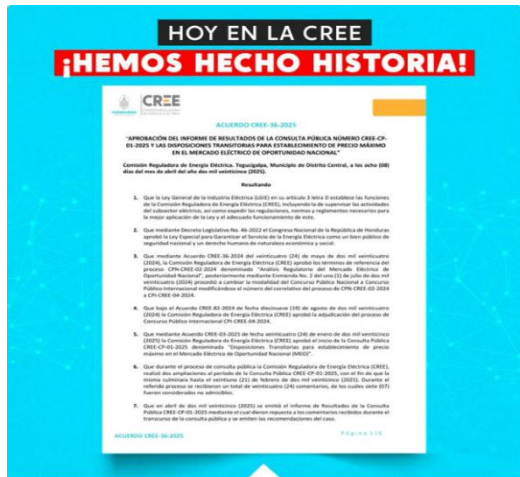 HOY EN LA CREE
¡HEMOS HECHO HISTORIA!
CREE
ACUERDO CREE-36-2025
"APROBACIÓN DEL INFORME DE RESULTADOS DE LA CONSULTA PÚBLICA NÚMERO CREE-CP-
01-2025 Y LAS DISPOSICIONES TRANSITORIAS PARA ESTABLECIMIENTO DE PRECIO MÁXIMO
EN EL MERCADO ELÉCTRICO DE OPORTUNIDAD NACIONAL"
Comisión Reguladora de Energía Eléctrica. Tegucigalpa, Municipio de Distrito Central, a los ocho (08)
días del mes de abril del año dos mil veinticinco (2025).
Resultando
1. Que la Ley General de la Industria Eléctrica (LGIE) en su artículo 3 letra D establece las funciones
de la Comisión Reguladora de Energía Eléctrica (CREE), incluyendo la de supervisar las actividades
del subsector eléctrico, así como expedir las regulaciones, normas y reglamentos necesarios para
la mejor aplicación de la Ley y el adecuado funcionamiento de este.
2. Que mediante Decreto Legislativo No. 46-2022 el Congreso Nacional de la República de Honduras
aprobó la Ley Especial para Garantizar el Servicio de la Energía Eléctrica como un bien público de
seguridad nacional y un derecho humano de naturaleza económica y social.
3. Que mediante Acuerdo CREE-36-2024 del veinticuatro (24) de mayo de dos mil veinticuatro
(2024), la Comisión Reguladora de Energía Eléctrica (CREE) aprobó los términos de referencia del
proceso CPN-CREE-02-2024 denominado "Análisis Regulatorio del Mercado Eléctrico de
Oportunidad Nacional", posteriormente mediante Enmienda No. 2 del uno (1) de julio de dos mil
veinticuatro (2024) procedió a cambiar la modalidad del Concurso Público Nacional a Concurso
Público Internacional modificándose el número del correlativo del proceso de CPN-CREE-02-2024
a CPI-CREE-04-2024.
4. Que bajo el Acuerdo CREE-82-2024 de fecha diecinueve (19) de agosto de dos mil veinticuatro
(2024) la Comisión Reguladora de Energía Eléctrica (CREE) aprobó la adjudicación del proceso de
Concurso Público Internacional CPI-CREE-04-2024.
5. Que mediante Acuerdo CREE-03-2025 de fecha veinticuatro (24) de enero de dos mil veinticinco
(2025) la Comisión Reguladora de Energía Eléctrica (CREE) aprobó el inicio de la Consulta Pública
CREE-CP-01-2025 denominada "Disposiciones Transitorias para establecimiento de precio
máximo en el Mercado Eléctrico de Oportunidad Nacional (MEO)".
6. Que durante el proceso de consulta pública la Comisión Reguladora de Energía Eléctrica (CREE),
realizó dos ampliaciones al período de la Consulta Pública CREE-CP-01-2025, con el fin de que la
misma culminara hasta el veintiuno (21) de febrero de dos mil veinticinco (2025). Durante el
referido proceso se recibieron un total de veinticuatro (24) comentarios, de los cuales siete (07)
fueron considerados no admisibles.
7. Que en abril de dos mil veinticinco (2025) se emitió el Informe de Resultados de la Consulta
Pública CREE-CP-01-2025 mediante el cual dieron repuesta a los comentarios recibidos durante el
transcurso de la consulta pública y se emiten las recomendaciones del caso.
ACUERDO CREE-36-2025